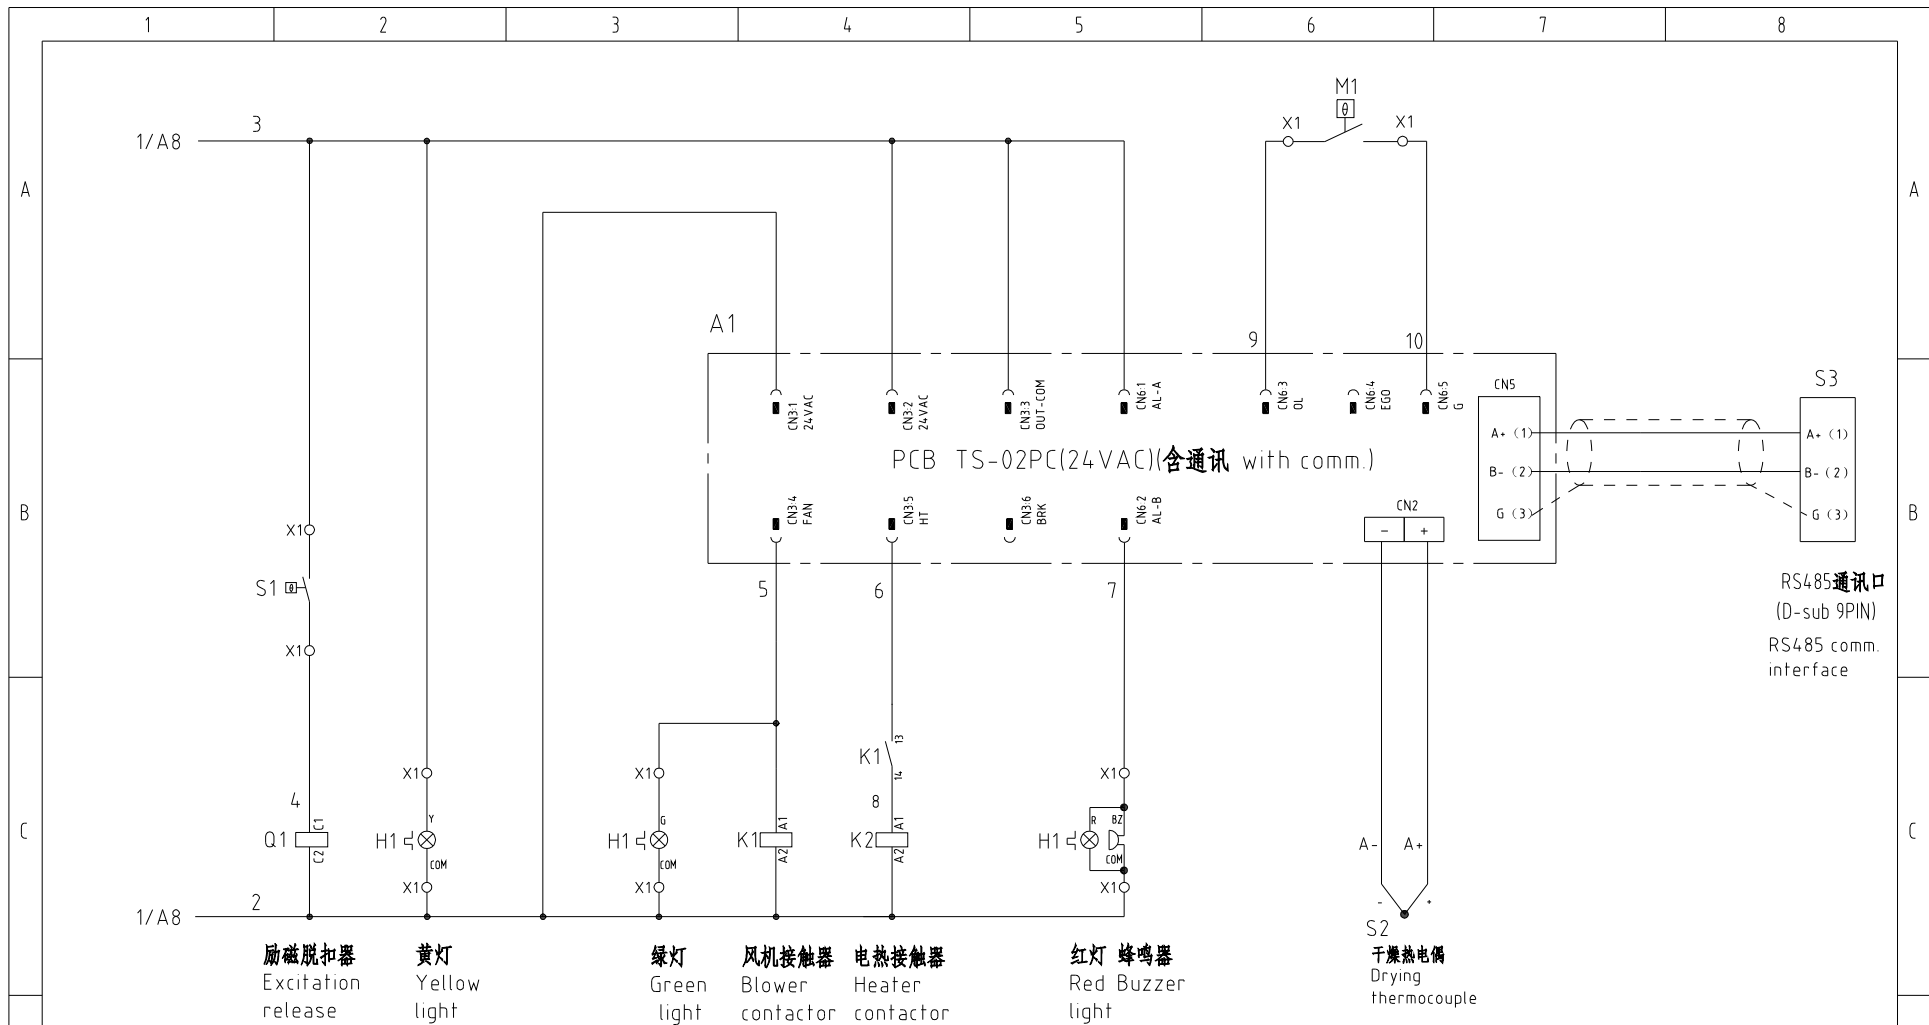 1 2 3 4 5 6 7 8
M1
θ
X1 X1
3
1/A8
A A
A1
9 10
CN3:1
24VAC
CN3:2
24VAC
CN3:3
OUT-COM
CN6:1
AL-A
CN6:3
OL
CN6:4
EGO
CN6:5
G
CN5
S3
A+ (1)
B- (2)
G (3)
A+ (1)
B- (2)
G (3)
PCB TS-02PC(24VAC)(含通讯 with comm.)
CN3:4
FAN
CN3:5
HT
CN3:6
BRK
CN6:2
AL-B
CN2
- +
B B
X1
S1 θ
X1
5 6 7
RS485通讯口
(D-sub 9PIN)
RS485 comm.
interface
K1 13 14
X1 X1 X1
4 8
Q1 C1 C2
H1 Y COM
H1 G COM
K1 A1 A2
K2 A1 A2
H1 R BZ COM
A- A+
C C
X1 X1 X1
- +
2
1/A8
S2
励磁脱扣器
Excitation
release
黄灯
Yellow
light
绿灯
Green
light
风机接触器
Blower
contactor
电热接触器
Heater
contactor
红灯 蜂鸣器
Red Buzzer
light
干燥热电偶
Drying
thermocouple